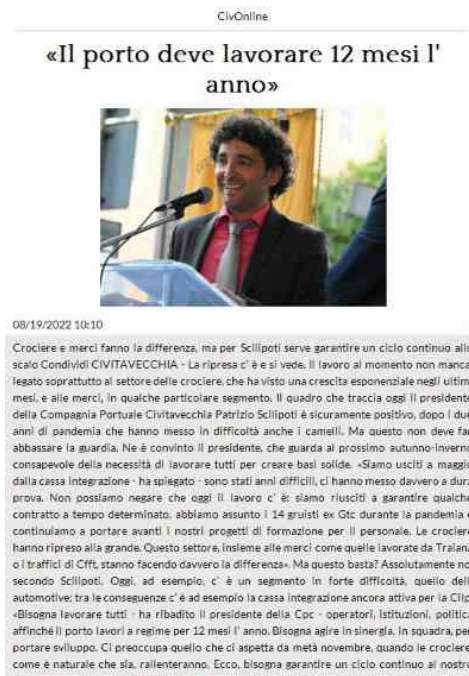 CivOnline
«Il porto deve lavorare 12 mesi l'
anno»
08/19/2022 10:10
Crociere e merci fanno la differenza, ma per Scilipoti serve garantire un ciclo continuo allo
scalo Condividi CIVITAVECCHIA - La ripresa c' è e si vede. Il lavoro al momento non manca,
legato soprattutto al settore delle crociere, che ha visto una crescita esponenziale negli ultimi
mesi, e alle merci, in qualche particolare segmento. Il quadro che traccia oggi il presidente
della Compagnia Portuale Civitavecchia Patrizio Scilipoti è sicuramente positivo, dopo i due
anni di pandemia che hanno messo in difficoltà anche i camalli. Ma questo non deve far
abbassare la guardia. Ne è convinto il presidente, che guarda al prossimo autunno-inverno
consapevole della necessità di lavorare tutti per creare basi solide. «Siamo usciti a maggio
dalla cassa integrazione - ha spiegato - sono stati anni difficili, ci hanno messo davvero a dura
prova. Non possiamo negare che oggi il lavoro c' è: siamo riusciti a garantire qualche
contratto a tempo determinato, abbiamo assunto i 14 gruisti ex Gtc durante la pandemia e
continuiamo a portare avanti i nostri progetti di formazione per il personale. Le crociere
hanno ripreso alla grande. Questo settore, insieme alle merci come quelle lavorate da Traiana
o i traffici di Cfft, stanno facendo davvero la differenza». Ma questo basta? Assolutamente no
secondo Scilipoti. Oggi, ad esempio, c' è un segmento in forte difficoltà, quello dell'
automotive: tra le conseguenze c' è ad esempio la cassa integrazione ancora attiva per la Cilp.
«Bisogna lavorare tutti - ha ribadito il presidente della Cpc - operatori, istituzioni, politica
affinché il porto lavori a regime per 12 mesi l' anno. Bisogna agire in sinergia, in squadra, per
portare sviluppo. Ci preoccupa quello che ci aspetta da metà novembre, quando le crociere,
come è naturale che sia, rallenteranno. Ecco, bisogna garantire un ciclo continuo al nostro